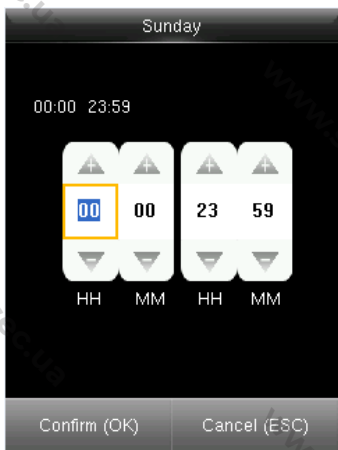 Sunday
00:00 23:59
00 00 23 59
HH MM HH MM
Confirm (OK) Cancel (ESC)